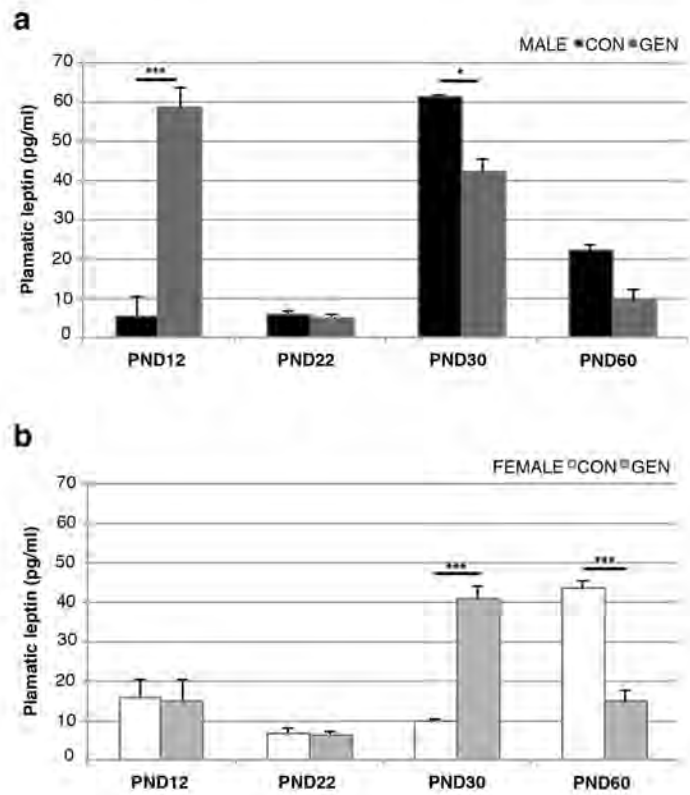 a
MALE ■CON ■GEN
Plamatic leptin (pg/ml)
70
60
50
40
30
20
10
0
***
*
PND12 PND22 PND30 PND60
b
FEMALE □CON ■GEN
Plamatic leptin (pg/ml)
70
60
50
40
30
20
10
0
***
***
PND12 PND22 PND30 PND60